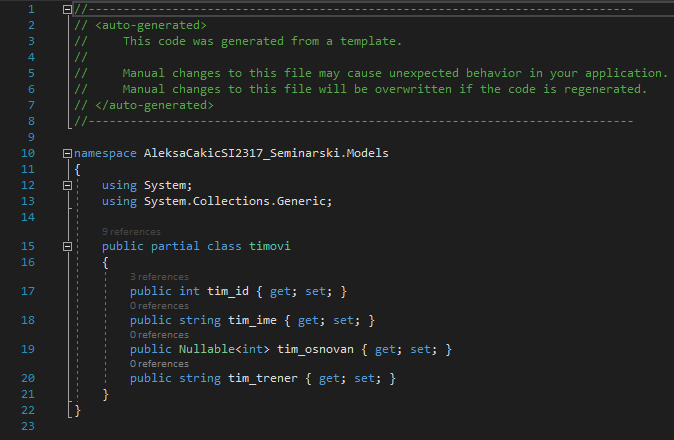 1 //------------------------------------------------------------------------------
2 // <auto-generated>
3 //     This code was generated from a template.
4 //
5 //     Manual changes to this file may cause unexpected behavior in your application.
6 //     Manual changes to this file will be overwritten if the code is regenerated.
7 // </auto-generated>
8 //------------------------------------------------------------------------------
9
10 namespace AleksaCakicSI2317_Seminarski.Models
11 {
12     using System;
13     using System.Collections.Generic;
14
9 references
15     public partial class timovi
16     {
3 references
17         public int tim_id { get; set; }
0 references
18         public string tim_ime { get; set; }
0 references
19         public Nullable<int> tim_osnovan { get; set; }
0 references
20         public string tim_trener { get; set; }
21     }
22 }
23